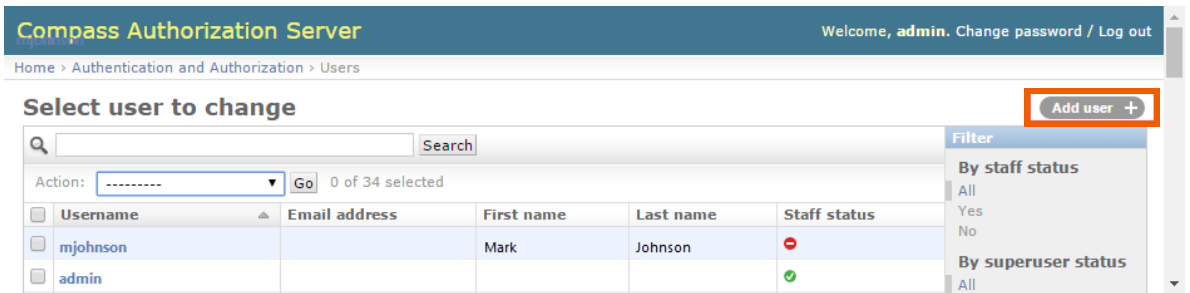 Compass Authorization Server
mjohnson
Welcome, admin. Change password / Log out
Home › Authentication and Authorization › Users
Select user to change
Add user +
Search
Action: --------- Go 0 of 34 selected
Username Email address First name Last name Staff status
mjohnson Mark Johnson
admin
Filter
By staff status
All
Yes
No
By superuser status
All